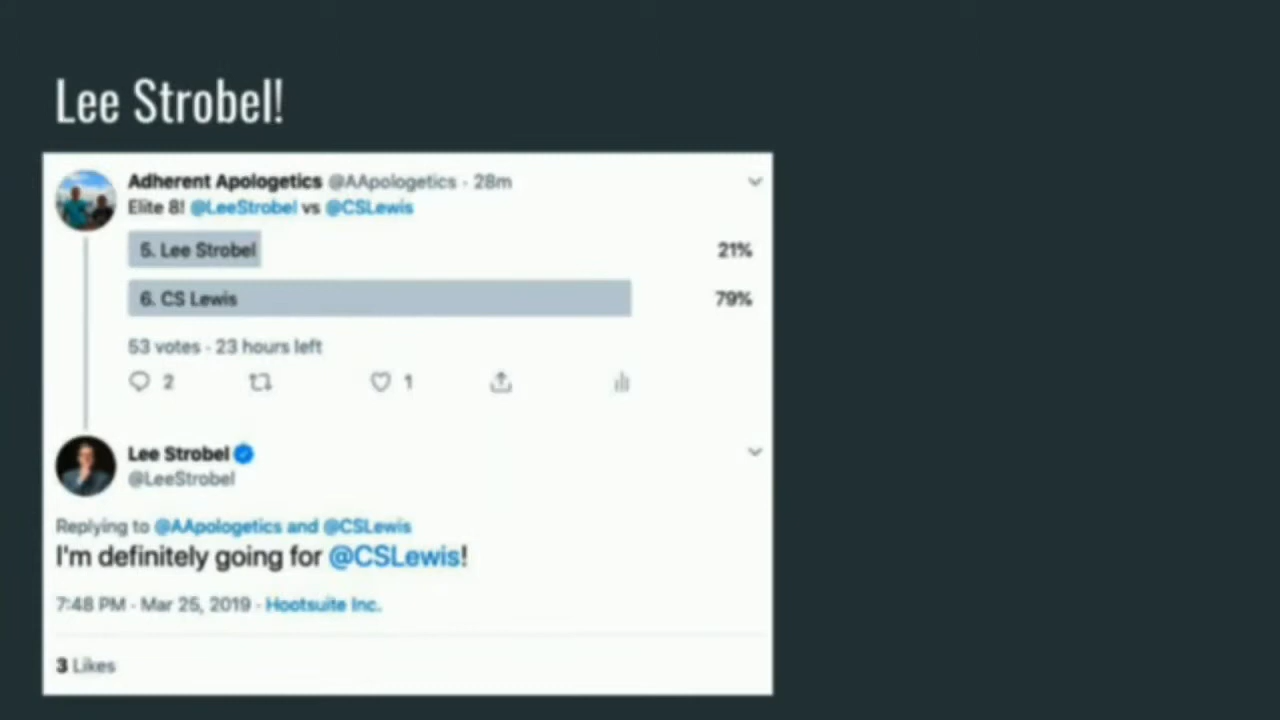 Lee Strobel!
Adherent Apologetics @AApologetics · 28m
Elite 8! @LeeStrobel vs @CSLewis
5. Lee Strobel 21%
6. CS Lewis 79%
53 votes · 23 hours left
2 1
Lee Strobel
@LeeStrobel
Replying to @AApologetics and @CSLewis
I'm definitely going for @CSLewis!
7:48 PM · Mar 25, 2019 · Hootsuite Inc.
3 Likes